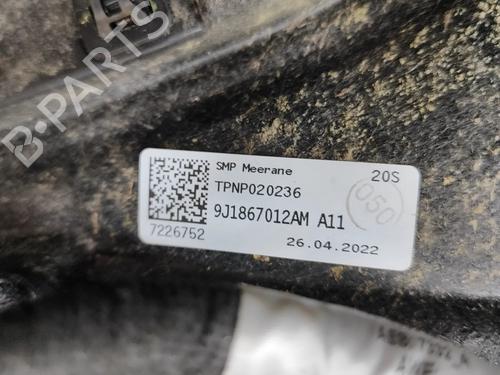 B-PARTS
SMP Meerane
20S
TPNP020236
050
9J1867012AM A11
7226752
26.04.2022